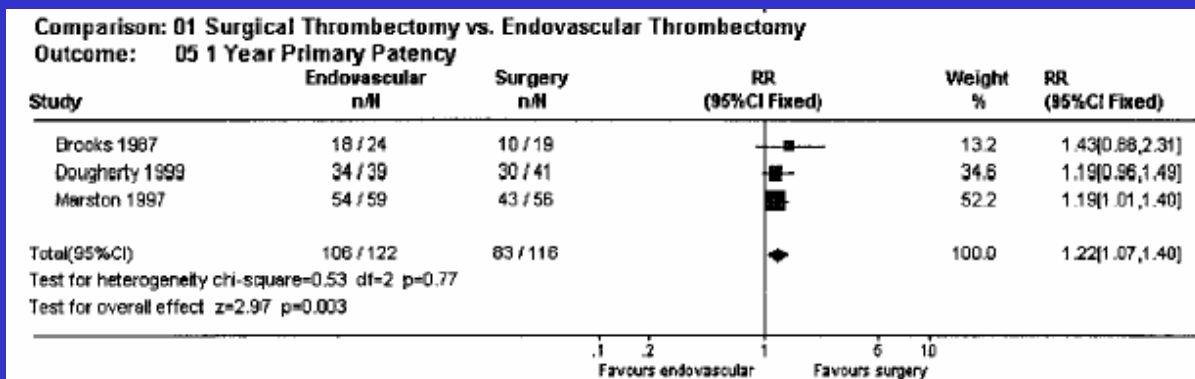 Comparison: 01 Surgical Thrombectomy vs. Endovascular Thrombectomy
Outcome: 05 1 Year Primary Patency
Endovascular Surgery RR Weight RR
Study n/N n/N (95%CI Fixed) % (95%CI Fixed)
Brooks 1987 18 / 24 10 / 19 13.2 1.43[0.88,2.31]
Dougherty 1999 34 / 39 30 / 41 34.6 1.19[0.96,1.49]
Marston 1997 54 / 59 43 / 56 52.2 1.19[1.01,1.40]
Total(95%CI) 106 / 122 83 / 116 100.0 1.22[1.07,1.40]
Test for heterogeneity chi-square=0.53 df=2 p=0.77
Test for overall effect z=2.97 p=0.003
.1 .2 1 5 10
Favours endovascular Favours surgery